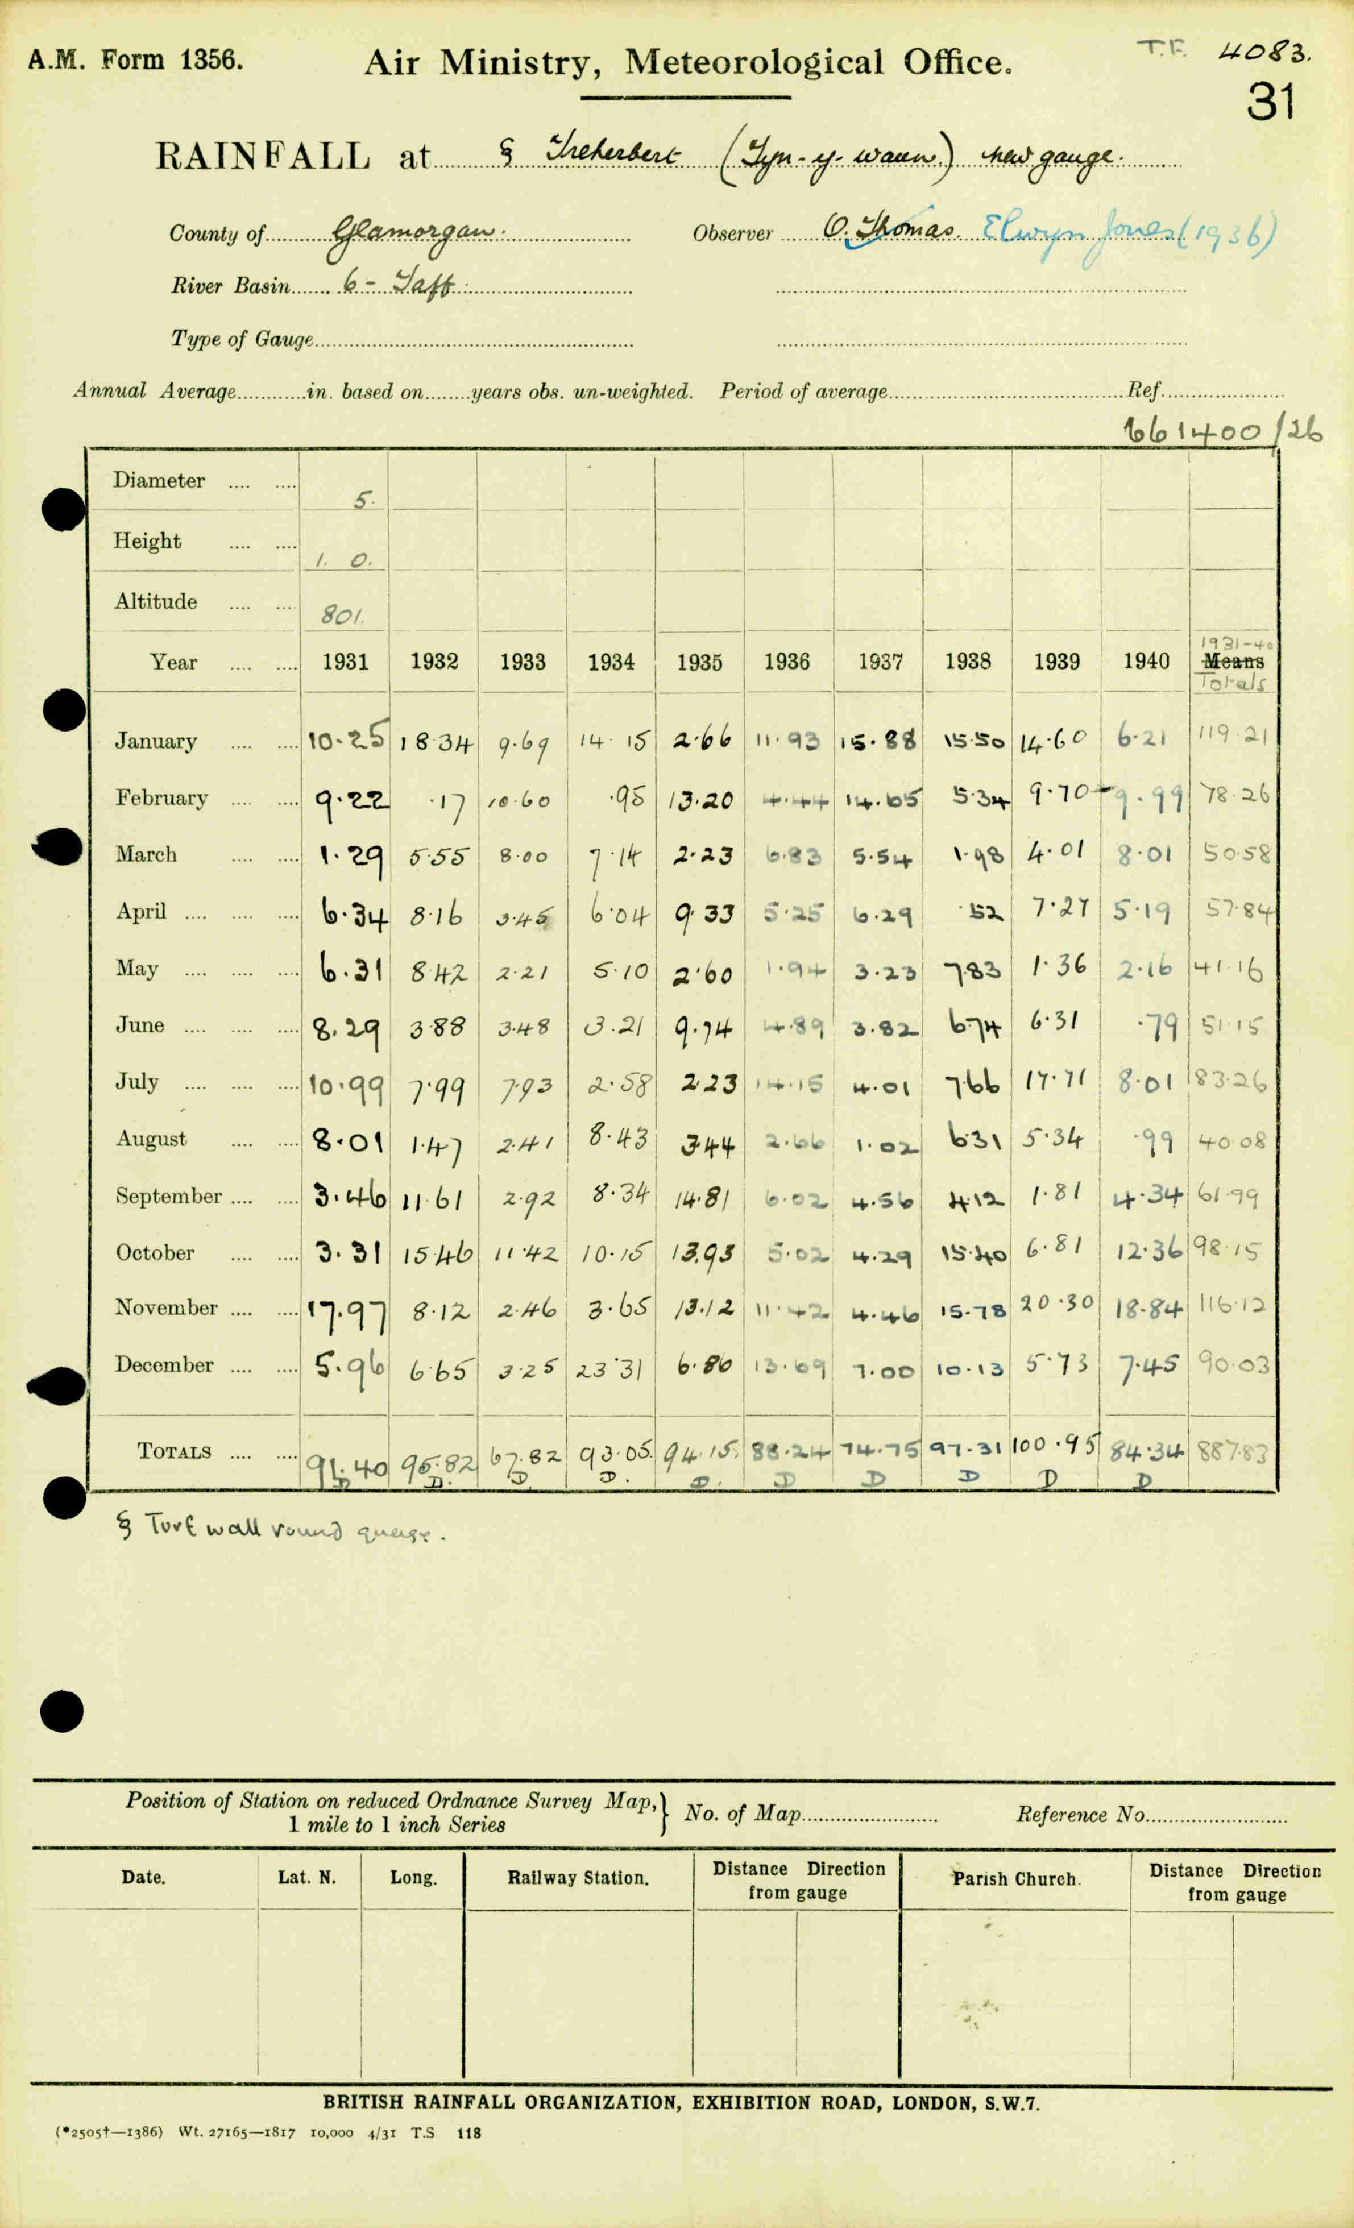 A.M. Form 1356.
Air Ministry, Meteorological Office.
T.F. 4083.
31
RAINFALL at § Treherbert (Tyn-y-waun) new gauge.
County of Glamorgan. Observer O. Thomas. Elwyn Jones (1936)
River Basin 6 - Taff
Type of Gauge
Annual Average in. based on years obs. un-weighted. Period of average Ref.
661400/26
Diameter 5.
Height 1. 0.
Altitude 801.
Year 1931 1932 1933 1934 1935 1936 1937 1938 1939 1940 1931-40 Means Totals
January 10.25 18.34 9.69 14.15 2.66 11.93 15.88 15.50 14.60 6.21 119.21
February 9.22 .17 10.60 .95 13.20 4.44 14.65 5.34 9.70 9.99 78.26
March 1.29 5.55 8.00 7.14 2.23 6.83 5.54 1.98 4.01 8.01 50.58
April 6.34 8.16 3.45 6.04 9.33 5.25 6.29 .52 7.27 5.19 57.84
May 6.31 8.42 2.21 5.10 2.60 1.94 3.23 7.83 1.36 2.16 41.16
June 8.29 3.88 3.48 3.21 9.74 4.89 3.82 6.74 6.31 .79 51.15
July 10.99 7.99 7.93 2.58 2.23 14.15 4.01 7.66 17.71 8.01 83.26
August 8.01 1.47 2.41 8.43 3.44 2.66 1.02 6.31 5.34 .99 40.08
September 3.46 11.61 2.92 8.34 14.81 6.02 4.56 4.12 1.81 4.34 61.99
October 3.31 15.46 11.42 10.15 13.93 5.02 4.29 15.40 6.81 12.36 98.15
November 17.97 8.12 2.46 3.65 13.12 11.42 4.46 15.78 20.30 18.84 116.12
December 5.96 6.65 3.25 23.31 6.86 13.69 7.00 10.13 5.73 7.45 90.03
TOTALS 91.40 95.82 67.82 93.05 94.15 88.24 74.75 97.31 100.95 84.34 887.83
D D. D. D. D. D D D D D
§ Turf wall round guage.
Position of Station on reduced Ordnance Survey Map, } No. of Map Reference No.
1 mile to 1 inch Series
Date. Lat. N. Long. Railway Station. Distance Direction from gauge Parish Church. Distance Direction from gauge
BRITISH RAINFALL ORGANIZATION, EXHIBITION ROAD, LONDON, S.W.7.
(*2505†—1386) Wt. 27165—1817 10,000 4/31 T.S 118